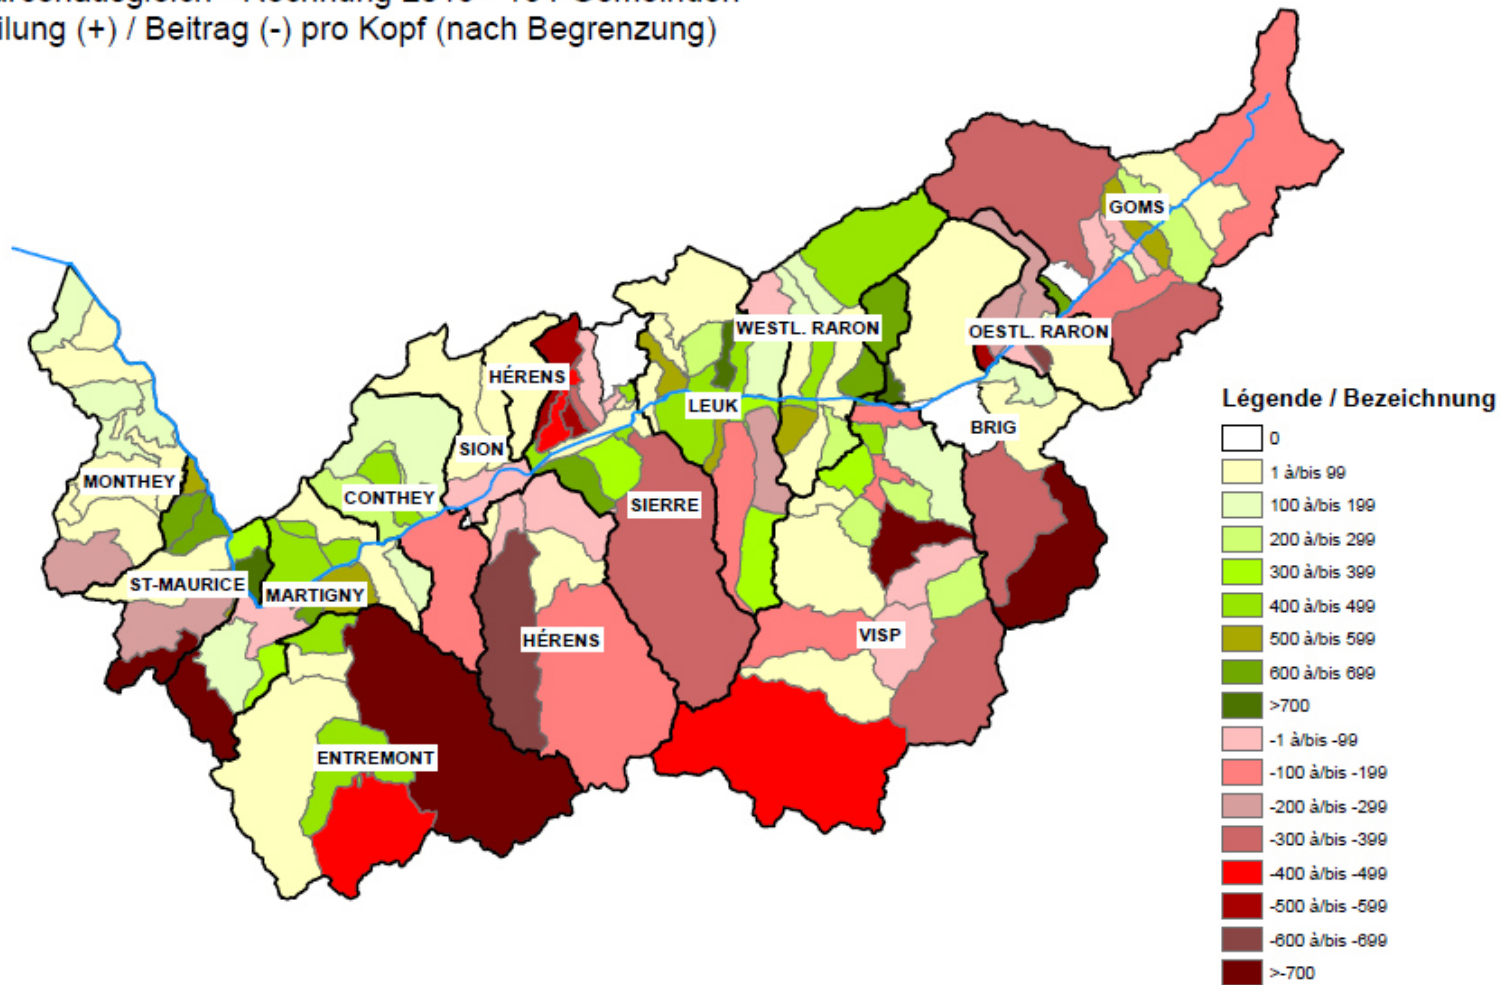 ilung (+) / Beitrag (-) pro Kopf (nach Begrenzung)
GOMS
WESTL. RARON
OESTL. RARON
HÉRENS
LEUK
BRIG
SION
MONTHEY
CONTHEY
SIERRE
ST-MAURICE
MARTIGNY
HÉRENS
VISP
ENTREMONT
Légende / Bezeichnung
0
1 à/bis 99
100 à/bis 199
200 à/bis 299
300 à/bis 399
400 à/bis 499
500 à/bis 599
600 à/bis 699
>700
-1 à/bis -99
-100 à/bis -199
-200 à/bis -299
-300 à/bis -399
-400 à/bis -499
-500 à/bis -599
-600 à/bis -699
>-700